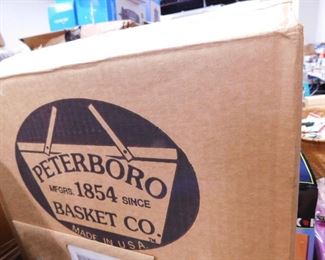 PETERBORO
MFGRS. 1854 SINCE
BASKET CO.
MADE IN U.S.A.